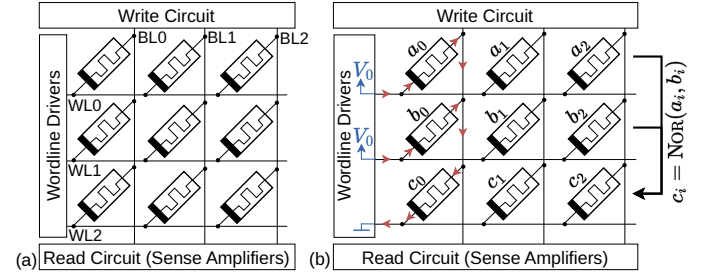 Write Circuit
BL0 BL1 BL2
Wordline Drivers
WL0
WL1
WL2
(a) Read Circuit (Sense Amplifiers)
Write Circuit
Wordline Drivers
V0 a0 a1 a2
V0 b0 b1 b2
c0 c1 c2
ci = NOR(ai, bi)
(b) Read Circuit (Sense Amplifiers)